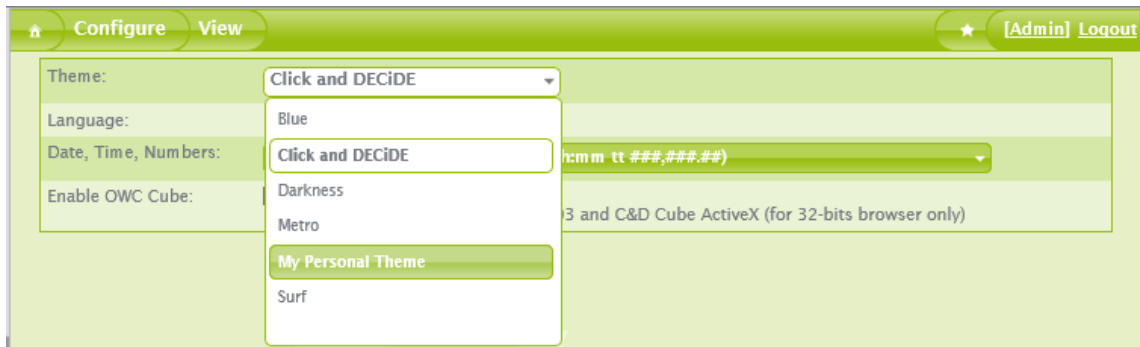 Configure View [Admin] Logout
Theme: Click and DECiDE
Blue
Language:
Click and DECiDE
Date, Time, Numbers: h:mm tt ###,###.##)
Darkness
Enable OWC Cube: 3 and C&D Cube ActiveX (for 32-bits browser only)
Metro
My Personal Theme
Surf